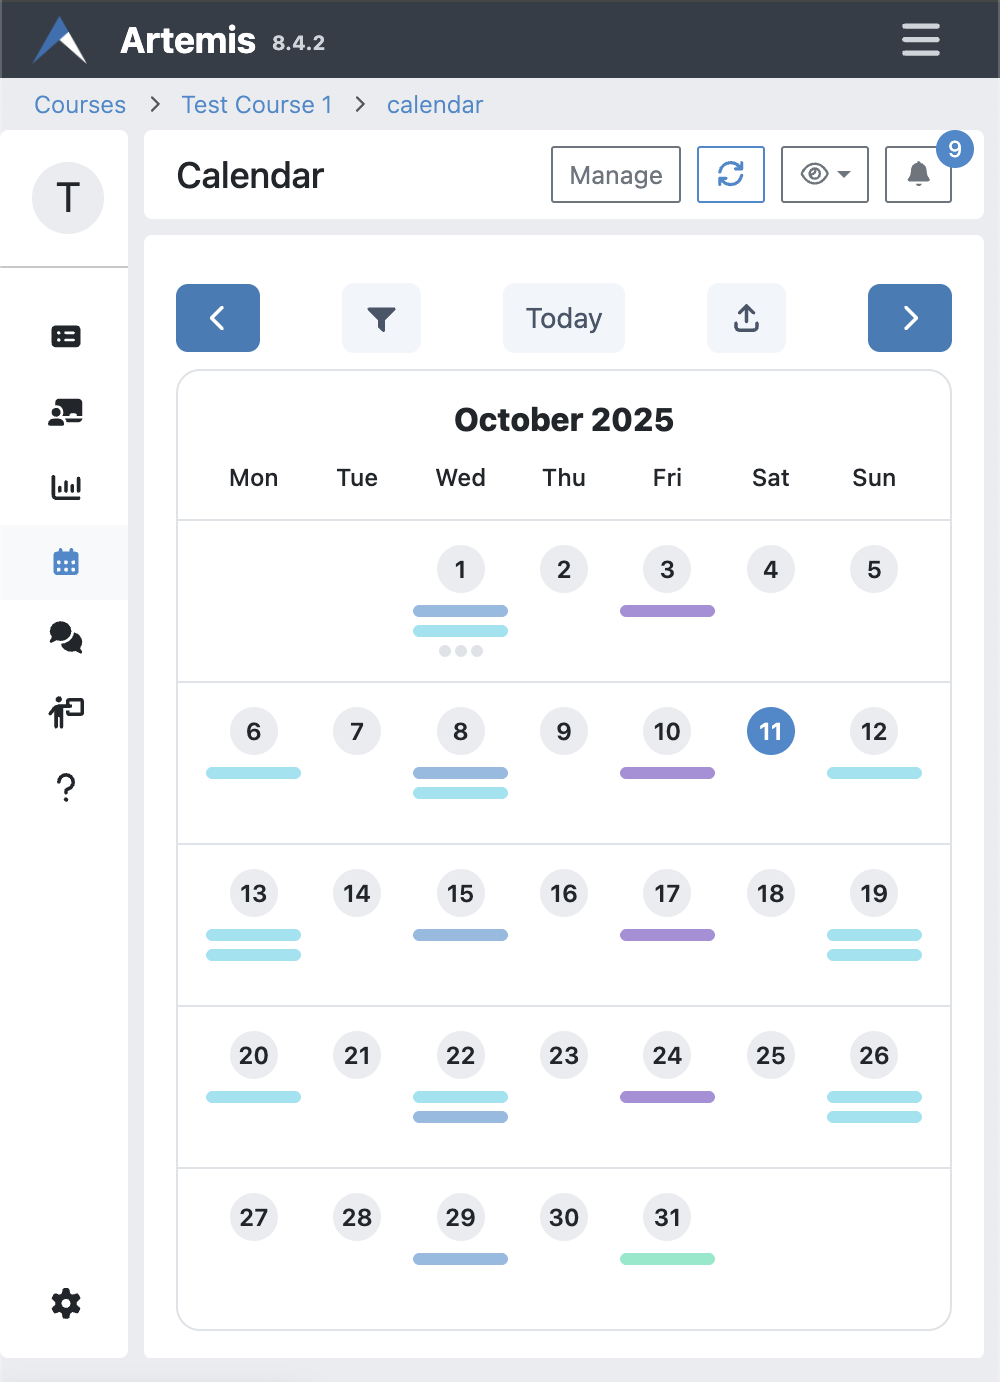 Artemis 8.4.2
Courses > Test Course 1 > calendar
T
Calendar
Manage
9
Today
October 2025
Mon Tue Wed Thu Fri Sat Sun
1 2 3 4 5
6 7 8 9 10 11 12
13 14 15 16 17 18 19
20 21 22 23 24 25 26
27 28 29 30 31
?